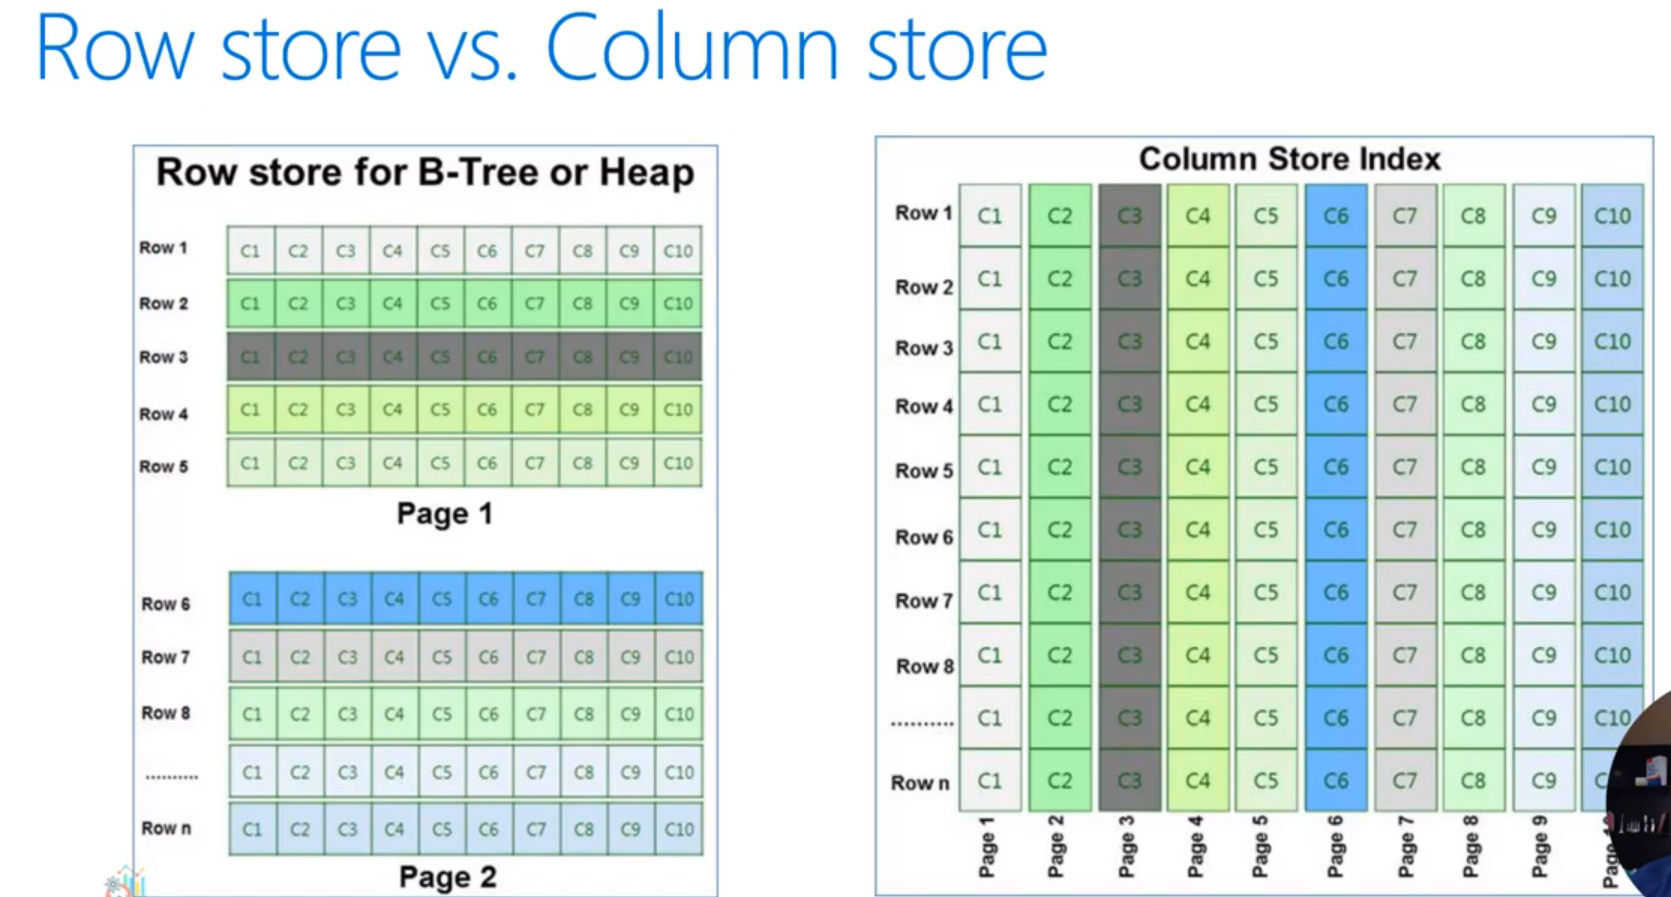 Row store vs. Column store
Row store for B-Tree or Heap
Row 1 C1 C2 C3 C4 C5 C6 C7 C8 C9 C10
Row 2 C1 C2 C3 C4 C5 C6 C7 C8 C9 C10
Row 3 C1 C2 C3 C4 C5 C6 C7 C8 C9 C10
Row 4 C1 C2 C3 C4 C5 C6 C7 C8 C9 C10
Row 5 C1 C2 C3 C4 C5 C6 C7 C8 C9 C10
Page 1
Row 6 C1 C2 C3 C4 C5 C6 C7 C8 C9 C10
Row 7 C1 C2 C3 C4 C5 C6 C7 C8 C9 C10
Row 8 C1 C2 C3 C4 C5 C6 C7 C8 C9 C10
.......... C1 C2 C3 C4 C5 C6 C7 C8 C9 C10
Row n C1 C2 C3 C4 C5 C6 C7 C8 C9 C10
Page 2
Column Store Index
Row 1 C1 C2 C3 C4 C5 C6 C7 C8 C9 C10
Row 2 C1 C2 C3 C4 C5 C6 C7 C8 C9 C10
Row 3 C1 C2 C3 C4 C5 C6 C7 C8 C9 C10
Row 4 C1 C2 C3 C4 C5 C6 C7 C8 C9 C10
Row 5 C1 C2 C3 C4 C5 C6 C7 C8 C9 C10
Row 6 C1 C2 C3 C4 C5 C6 C7 C8 C9 C10
Row 7 C1 C2 C3 C4 C5 C6 C7 C8 C9 C10
Row 8 C1 C2 C3 C4 C5 C6 C7 C8 C9 C10
.......... C1 C2 C3 C4 C5 C6 C7 C8 C9 C10
Row n C1 C2 C3 C4 C5 C6 C7 C8 C9
Page 1 Page 2 Page 3 Page 4 Page 5 Page 6 Page 7 Page 8 Page 9 Page